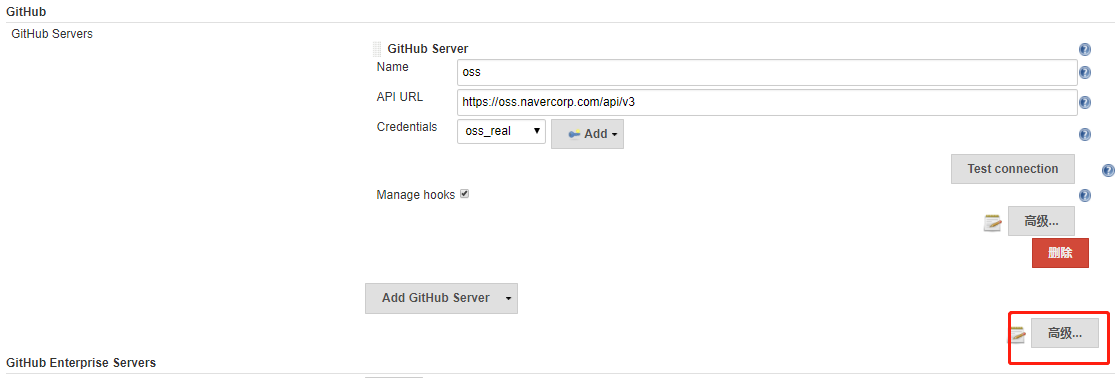 GitHub
GitHub Servers
GitHub Server
Name
oss
API URL
https://oss.navercorp.com/api/v3
Credentials
oss_real
Add
Test connection
Manage hooks
高级...
删除
Add GitHub Server
高级...
GitHub Enterprise Servers